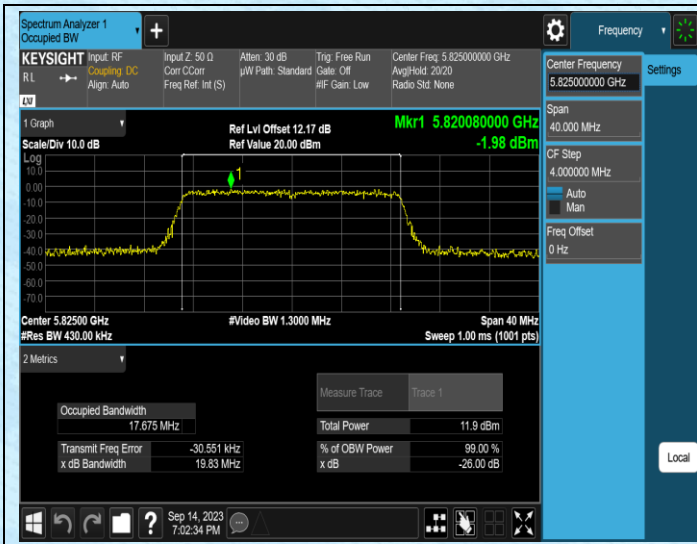 Spectrum Analyzer 1
Occupied BW
+
Frequency
KEYSIGHT
R L
LXI
Input: RF
Coupling: DC
Align: Auto
Input Z: 50 Ω
Corr CCorr
Freq Ref: Int (S)
Atten: 30 dB
µW Path: Standard
Trig: Free Run
Gate: Off
#IF Gain: Low
Center Freq: 5.825000000 GHz
Avg|Hold: 20/20
Radio Std: None
Center Frequency
5.825000000 GHz
Settings
Span
40.000 MHz
CF Step
4.000000 MHz
Auto
Man
Freq Offset
0 Hz
Local
1 Graph
Scale/Div 10.0 dB
Ref Lvl Offset 12.17 dB
Ref Value 20.00 dBm
Mkr1 5.820080000 GHz
-1.98 dBm
Log
10.0
0.00
-10.0
-20.0
-30.0
-40.0
-50.0
-60.0
-70.0
1
Center 5.82500 GHz
#Res BW 430.00 kHz
#Video BW 1.3000 MHz
Span 40 MHz
Sweep 1.00 ms (1001 pts)
2 Metrics
Measure Trace
Trace 1
Occupied Bandwidth
17.675 MHz
Total Power
11.9 dBm
Transmit Freq Error
-30.551 kHz
% of OBW Power
99.00 %
x dB Bandwidth
19.83 MHz
x dB
-26.00 dB
?
Sep 14, 2023
7:02:34 PM